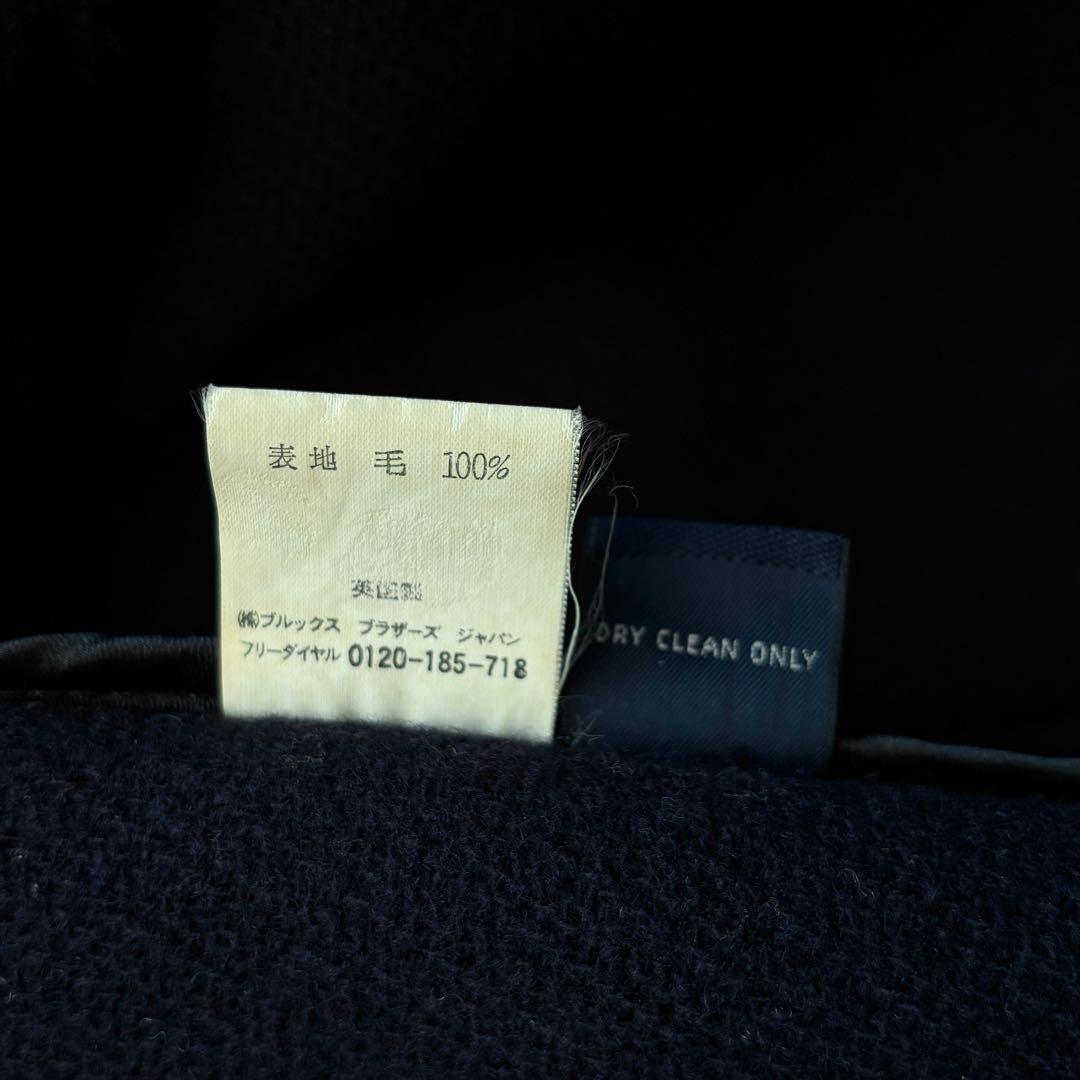 表地 毛 100%
英国製
㈱ブルックス ブラザーズ ジャパン
フリーダイヤル 0120-185-718
DRY CLEAN ONLY